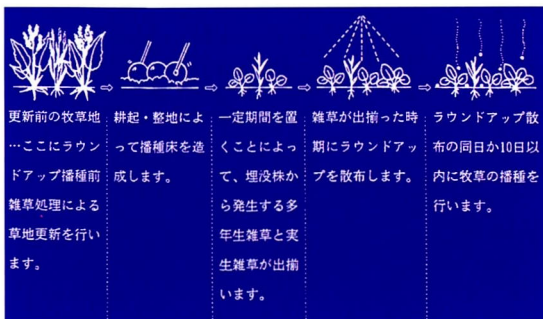 更新前の牧草地
…ここにラウン
ドアップ播種前
雑草処理による
草地更新を行い
ます。
耕起・整地によ
って播種床を造
成します。
一定期間を置
くことによっ
て、埋没株か
ら発生する多
年生雑草と実
生雑草が出揃
います。
雑草が出揃った時
期にラウンドアッ
プを散布します。
ラウンドアップ散
布の同日か10日以
内に牧草の播種を
行います。